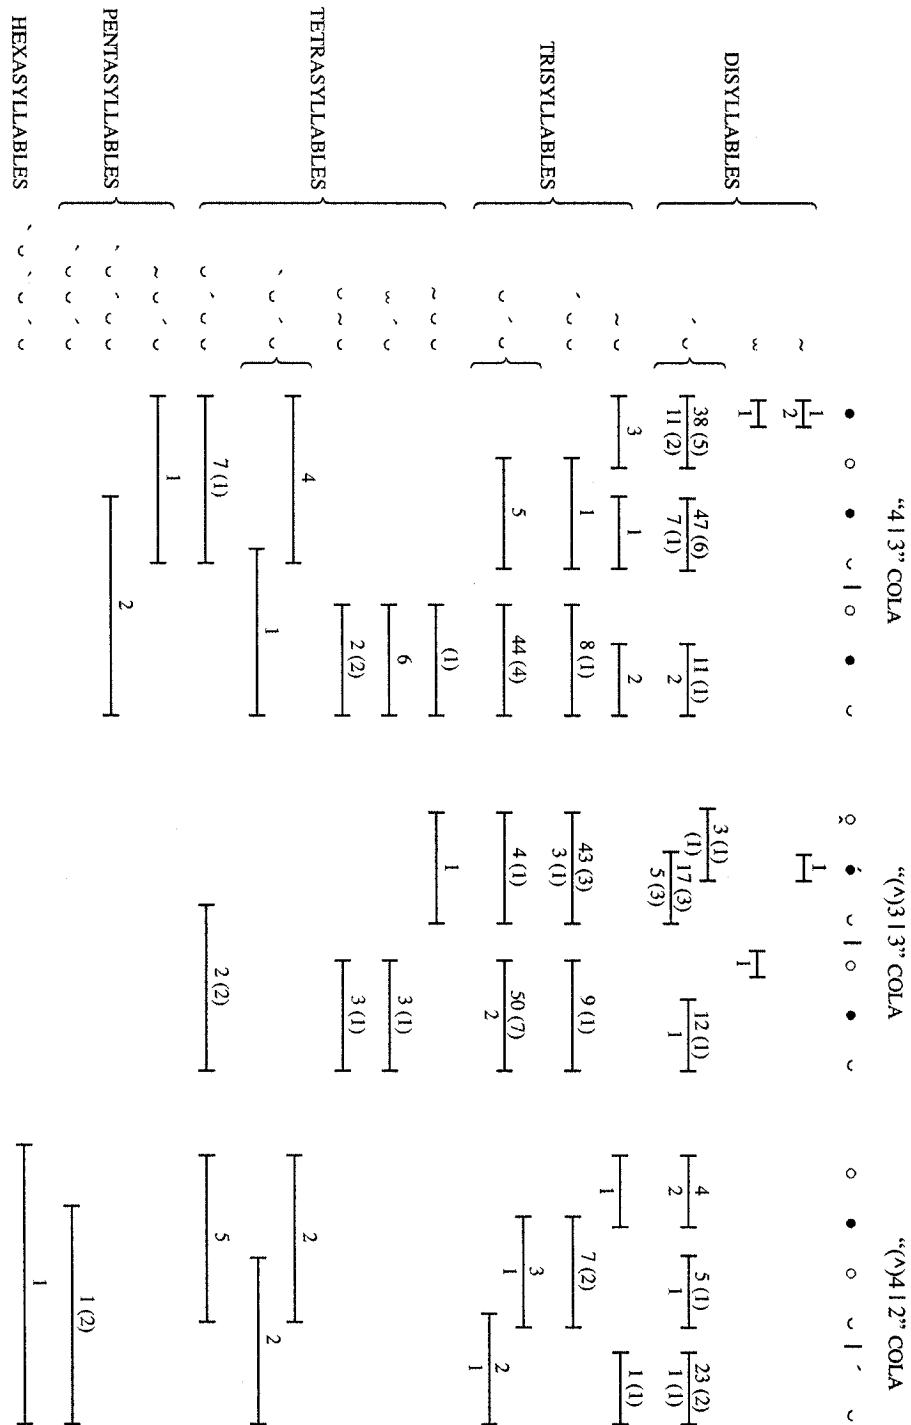 "4 | 3" COLA "(^)3 | 3" COLA "(^)4 | 2" COLA
● ○ ● ᴗ | ○ ● ᴗ ○ ● ᴗ | ○ ● ᴗ ○ ● ○ ᴗ | ´ ᴗ
1 1
2
1 1
DISYLLABLES
3 (1)
(1)
38 (5) 47 (6) 11 (1) 17 (3) 12 (1) 4 5 (1) 23 (2)
11 (2) 7 (1) 2 5 (3) 1 2 1 1 (1)
3 1 2 1 1 (1)
TRISYLLABLES
1 8 (1) 43 (3) 9 (1) 7 (2)
3 (1)
5 44 (4) 4 (1) 50 (7) 3 2
2 1 1
(1) 1
6 3 (1)
2 (2) 3 (1)
TETRASYLLABLES
4 2
1 2
7 (1) 2 (2) 5
1
PENTASYLLABLES
2
1 (2)
HEXASYLLABLES 1